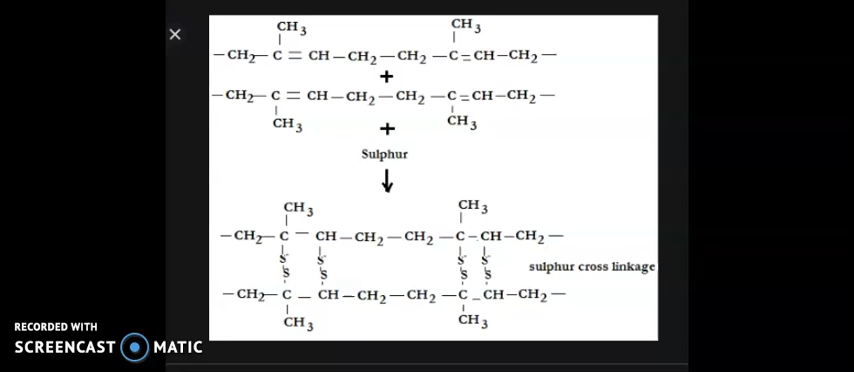 CH3 CH3
—CH2—C=CH—CH2—CH2—C=CH—CH2—
+
—CH2—C=CH—CH2—CH2—C=CH—CH2—
CH3 CH3
+
Sulphur
↓
CH3 CH3
—CH2—C—CH—CH2—CH2—C—CH—CH2—
S S S S
sulphur cross linkage
S S S S
—CH2—C—CH—CH2—CH2—C–CH—CH2—
CH3 CH3
RECORDED WITH
SCREENCAST MATIC